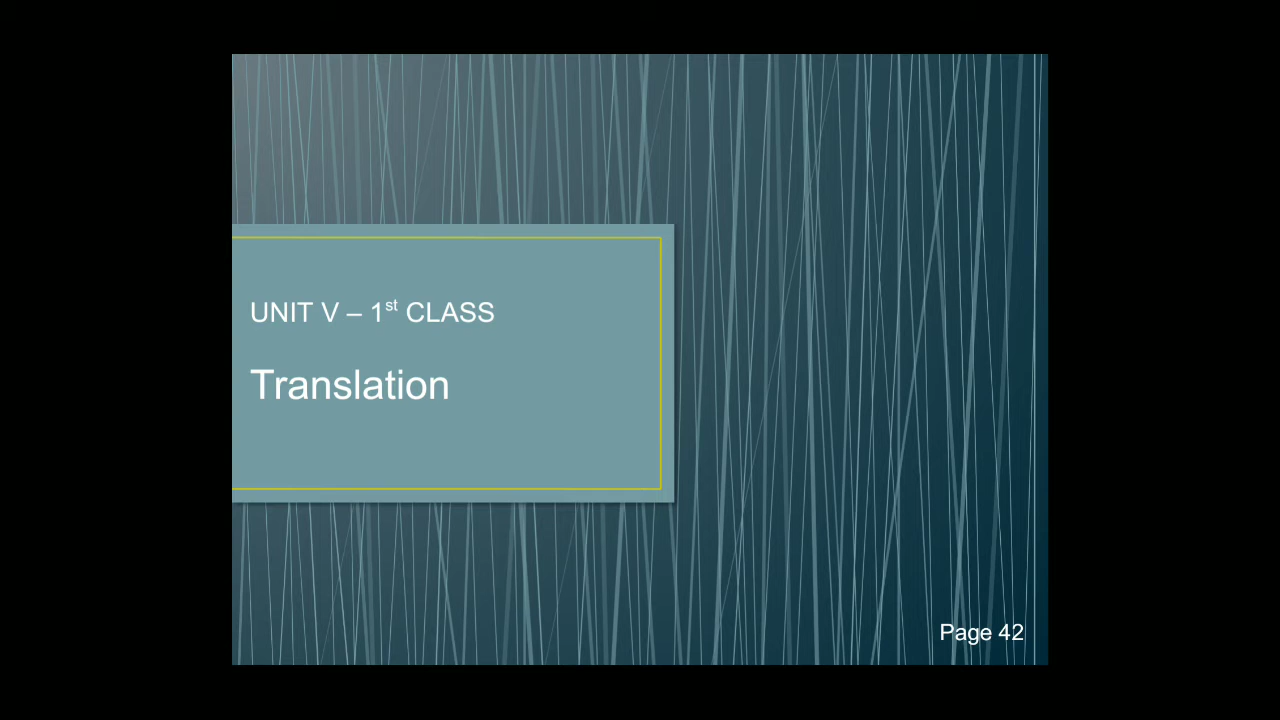 UNIT V – 1st CLASS
Translation
Page 42